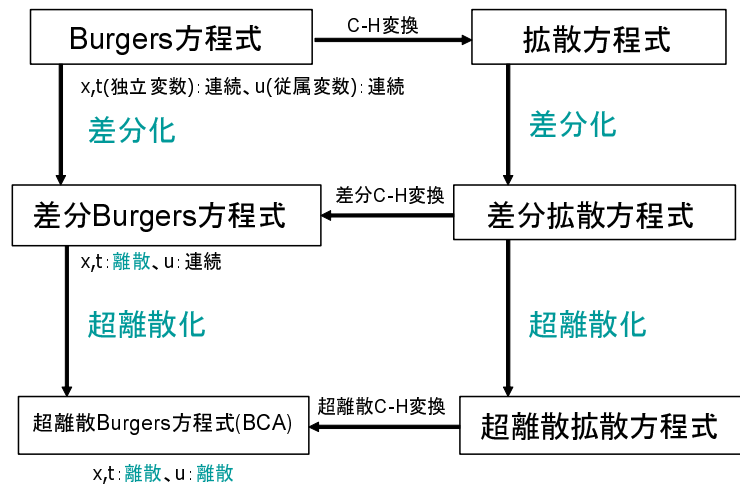 Burgers方程式
C-H変換
拡散方程式
x,t(独立変数):連続、u(従属変数):連続
差分化
差分化
差分Burgers方程式
差分C-H変換
差分拡散方程式
x,t:離散、u:連続
超離散化
超離散化
超離散Burgers方程式(BCA)
超離散C-H変換
超離散拡散方程式
x,t:離散、u:離散